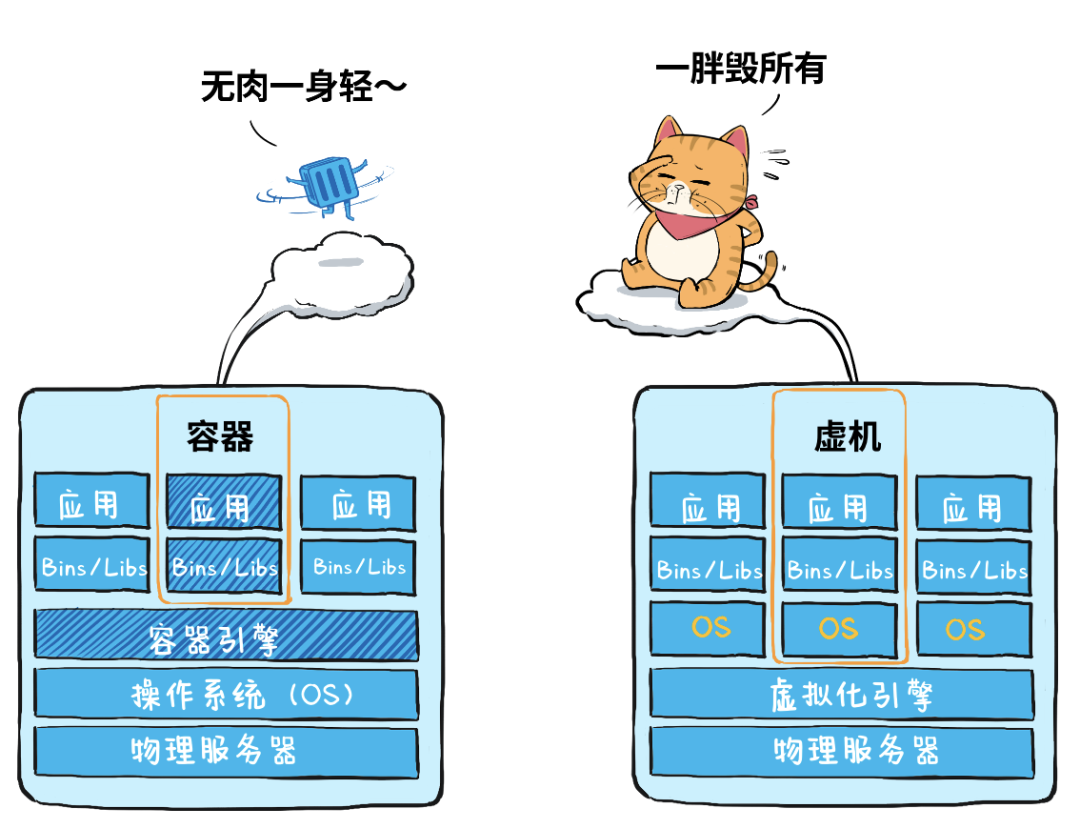 无肉一身轻～
一胖毁所有
容器
应用 应用 应用
Bins/Libs Bins/Libs Bins/Libs
容器引擎
操作系统（OS）
物理服务器
虚机
应用 应用 应用
Bins/Libs Bins/Libs Bins/Libs
OS OS OS
虚拟化引擎
物理服务器